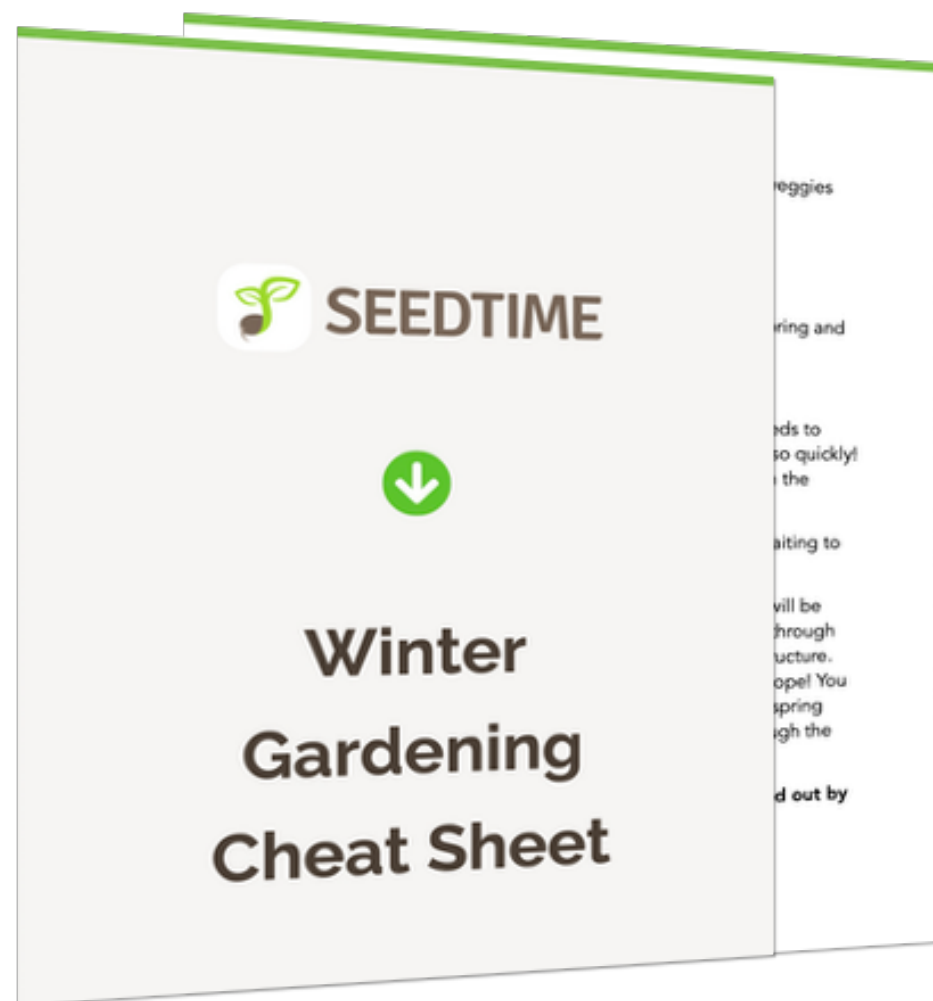 SEEDTIME
Winter
Gardening
Cheat Sheet
veggies
ring and
eds to
so quickly!
the
aiting to
will be
through
ucture.
ope! You
spring
ugh the
d out by